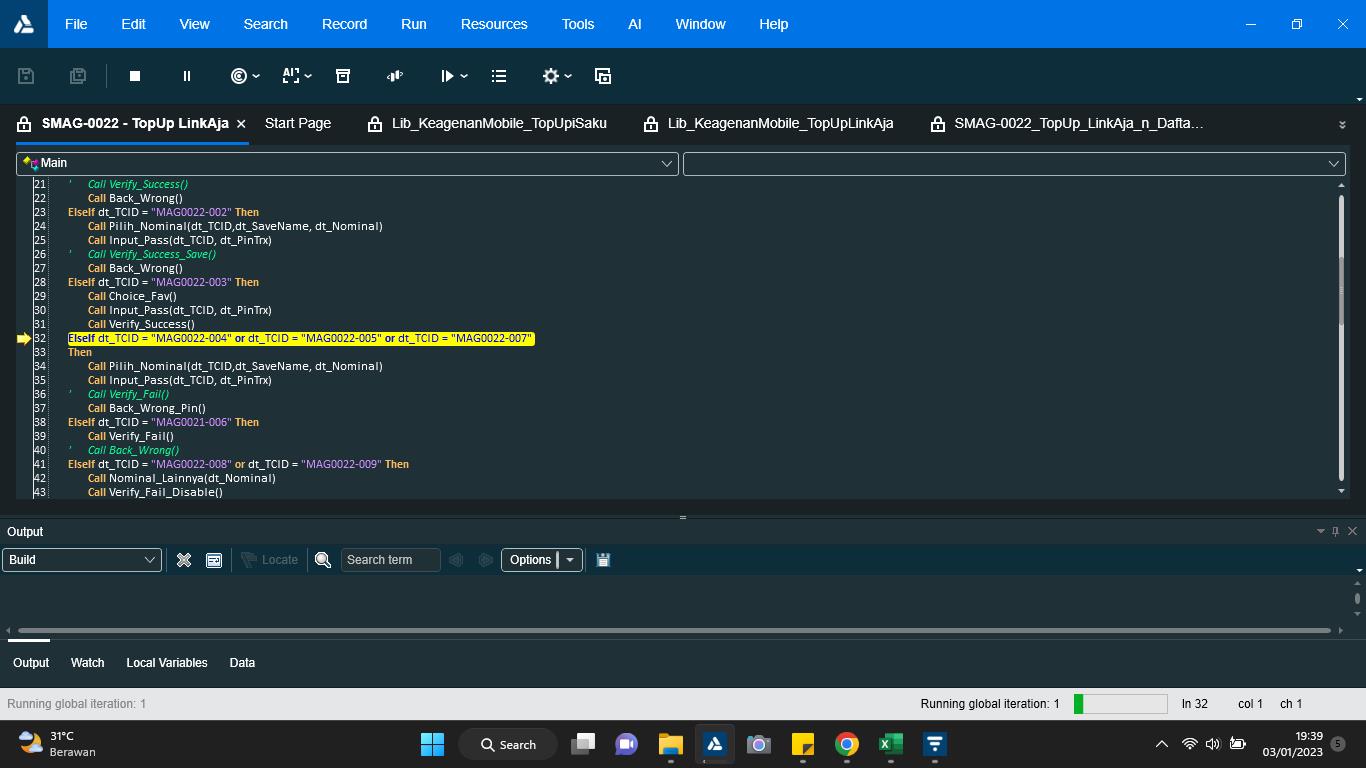 File Edit View Search Record Run Resources Tools AI Window Help
AI
SMAG-0022 - TopUp LinkAja × Start Page Lib_KeagenanMobile_TopUpiSaku Lib_KeagenanMobile_TopUpLinkAja SMAG-0022_TopUp_LinkAja_n_Dafta...
Main
21 ' Call Verify_Success()
22 Call Back_Wrong()
23 ElseIf dt_TCID = "MAG0022-002" Then
24 Call Pilih_Nominal(dt_TCID,dt_SaveName, dt_Nominal)
25 Call Input_Pass(dt_TCID, dt_PinTrx)
26 ' Call Verify_Success_Save()
27 Call Back_Wrong()
28 ElseIf dt_TCID = "MAG0022-003" Then
29 Call Choice_Fav()
30 Call Input_Pass(dt_TCID, dt_PinTrx)
31 Call Verify_Success()
32 ElseIf dt_TCID = "MAG0022-004" or dt_TCID = "MAG0022-005" or dt_TCID = "MAG0022-007"
33 Then
34 Call Pilih_Nominal(dt_TCID,dt_SaveName, dt_Nominal)
35 Call Input_Pass(dt_TCID, dt_PinTrx)
36 ' Call Verify_Fail()
37 Call Back_Wrong_Pin()
38 ElseIf dt_TCID = "MAG0021-006" Then
39 Call Verify_Fail()
40 ' Call Back_Wrong()
41 ElseIf dt_TCID = "MAG0022-008" or dt_TCID = "MAG0022-009" Then
42 Call Nominal_Lainnya(dt_Nominal)
43 Call Verify_Fail_Disable()
Output
Build Locate Search term Options
Output Watch Local Variables Data
Running global iteration: 1 Running global iteration: 1 ln 32 col 1 ch 1
31°C
Berawan
Search
19:39
03/01/2023
5